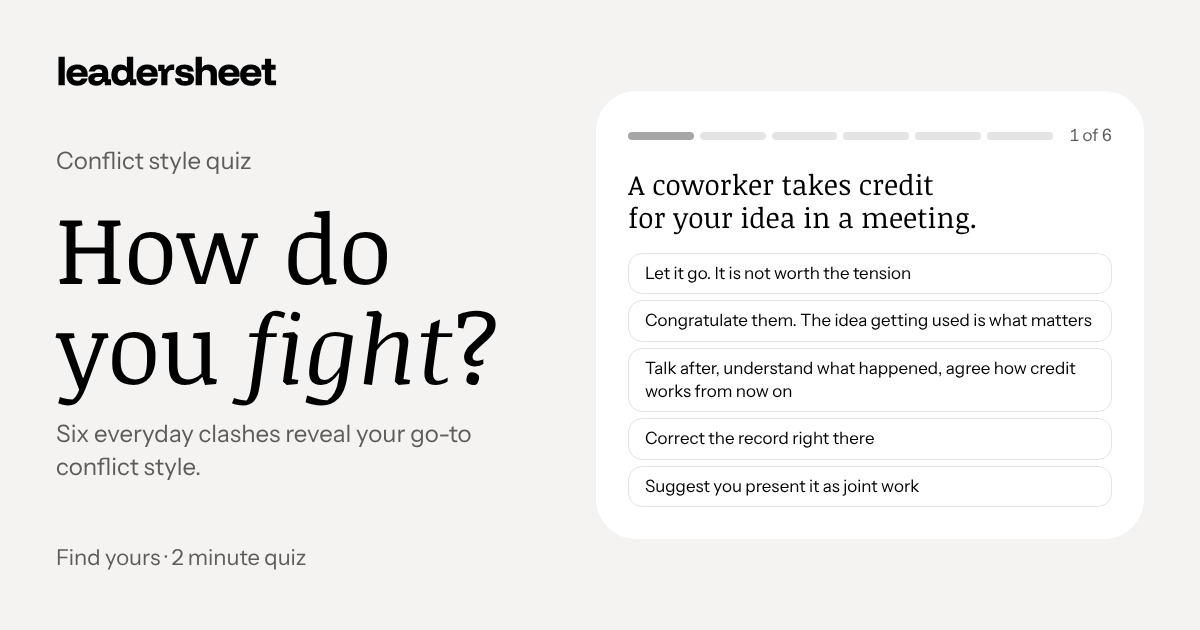 leadersheet
Conflict style quiz
How do
you fight?
Six everyday clashes reveal your go-to
conflict style.
Find yours · 2 minute quiz
1 of 6
A coworker takes credit
for your idea in a meeting.
Let it go. It is not worth the tension
Congratulate them. The idea getting used is what matters
Talk after, understand what happened, agree how credit
works from now on
Correct the record right there
Suggest you present it as joint work